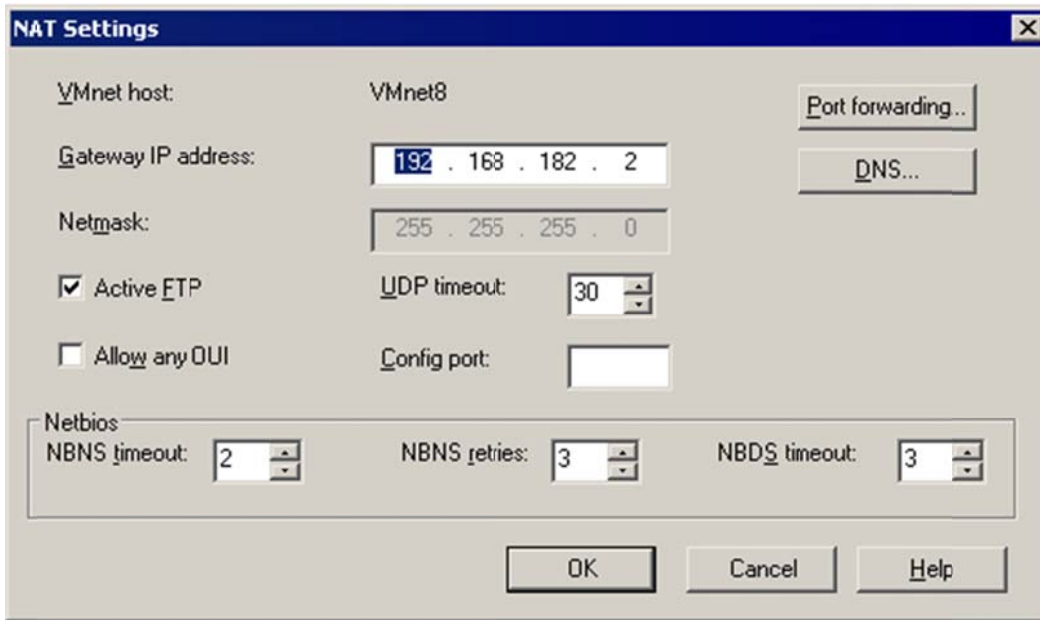 NAT Settings
VMnet host: VMnet8
Port forwarding...
Gateway IP address: 192 . 168 . 182 . 2
DNS...
Netmask: 255 . 255 . 255 . 0
Active FTP UDP timeout: 30
Allow any OUI Config port:
Netbios
NBNS timeout: 2 NBNS retries: 3 NBDS timeout: 3
OK Cancel Help